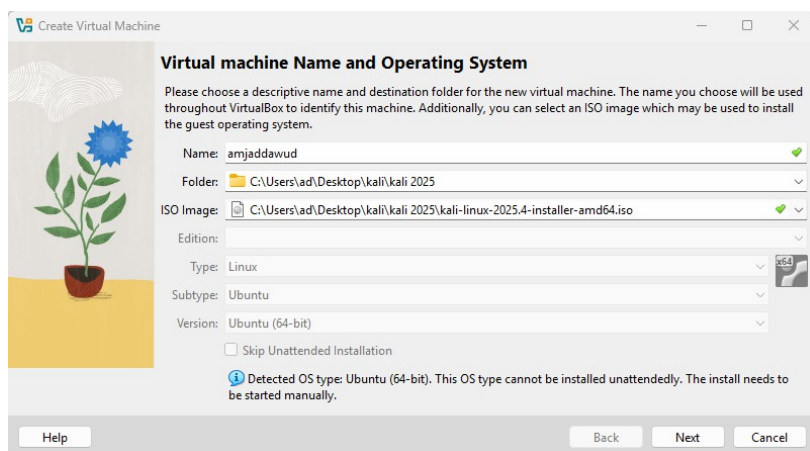 Create Virtual Machine
Virtual machine Name and Operating System
Please choose a descriptive name and destination folder for the new virtual machine. The name you choose will be used
throughout VirtualBox to identify this machine. Additionally, you can select an ISO image which may be used to install
the guest operating system.
Name: amjaddawud
Folder: C:\Users\ad\Desktop\kali\kali 2025
ISO Image: C:\Users\ad\Desktop\kali\kali 2025\kali-linux-2025.4-installer-amd64.iso
Edition:
Type: Linux x64
Subtype: Ubuntu
Version: Ubuntu (64-bit)
Skip Unattended Installation
Detected OS type: Ubuntu (64-bit). This OS type cannot be installed unattendedly. The install needs to
be started manually.
Help Back Next Cancel